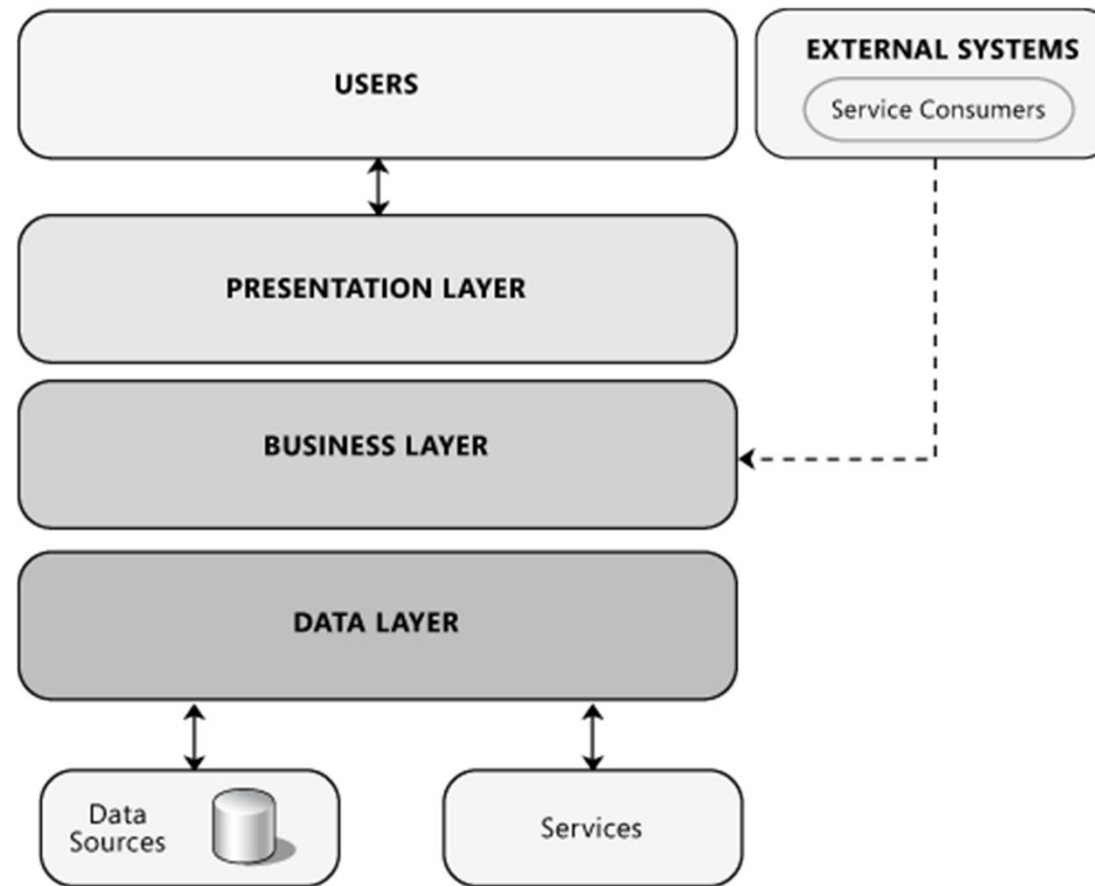 USERS
EXTERNAL SYSTEMS
Service Consumers
PRESENTATION LAYER
BUSINESS LAYER
DATA LAYER
Data
Sources
Services